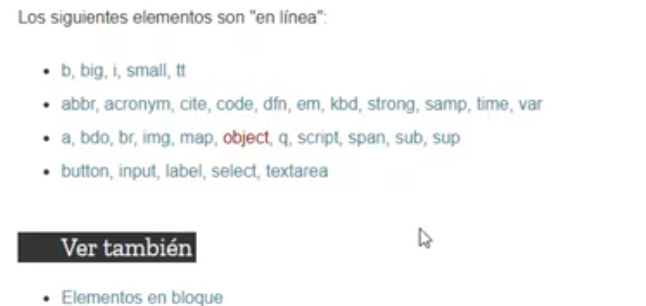 Los siguientes elementos son "en línea":
• b, big, i, small, tt
• abbr, acronym, cite, code, dfn, em, kbd, strong, samp, time, var
• a, bdo, br, img, map, object, q, script, span, sub, sup
• button, input, label, select, textarea
Ver también
• Elementos en bloque